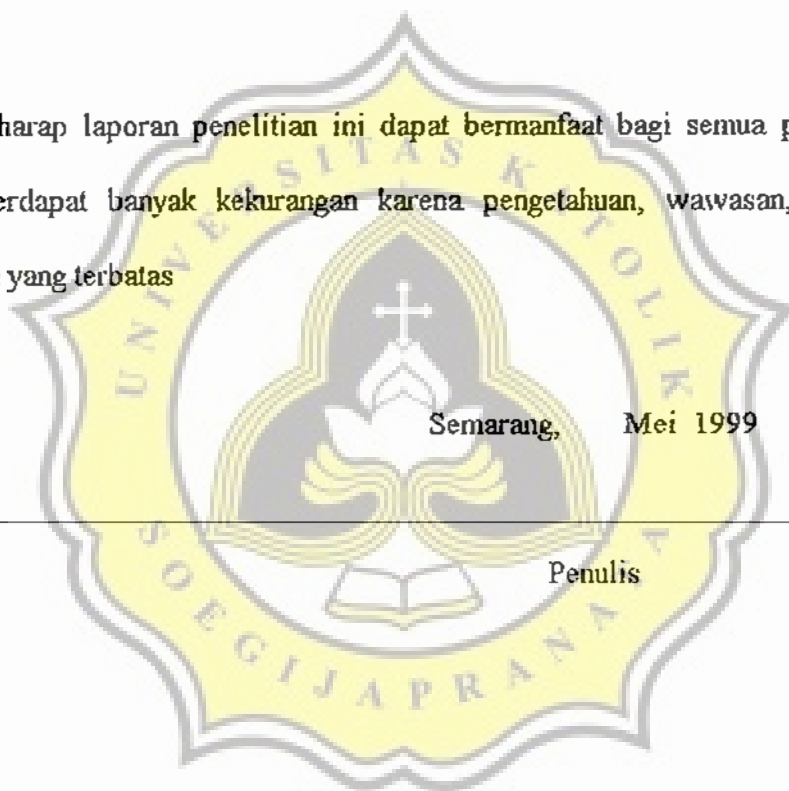 harap laporan penelitian ini dapat bermanfaat bagi semua p
erdapat banyak kekurangan karena pengetahuan, wawasan,
yang terbatas
Semarang, Mei 1999
Penulis
UNIVERSITAS KATOLIK
SOEGIJAPRANATA